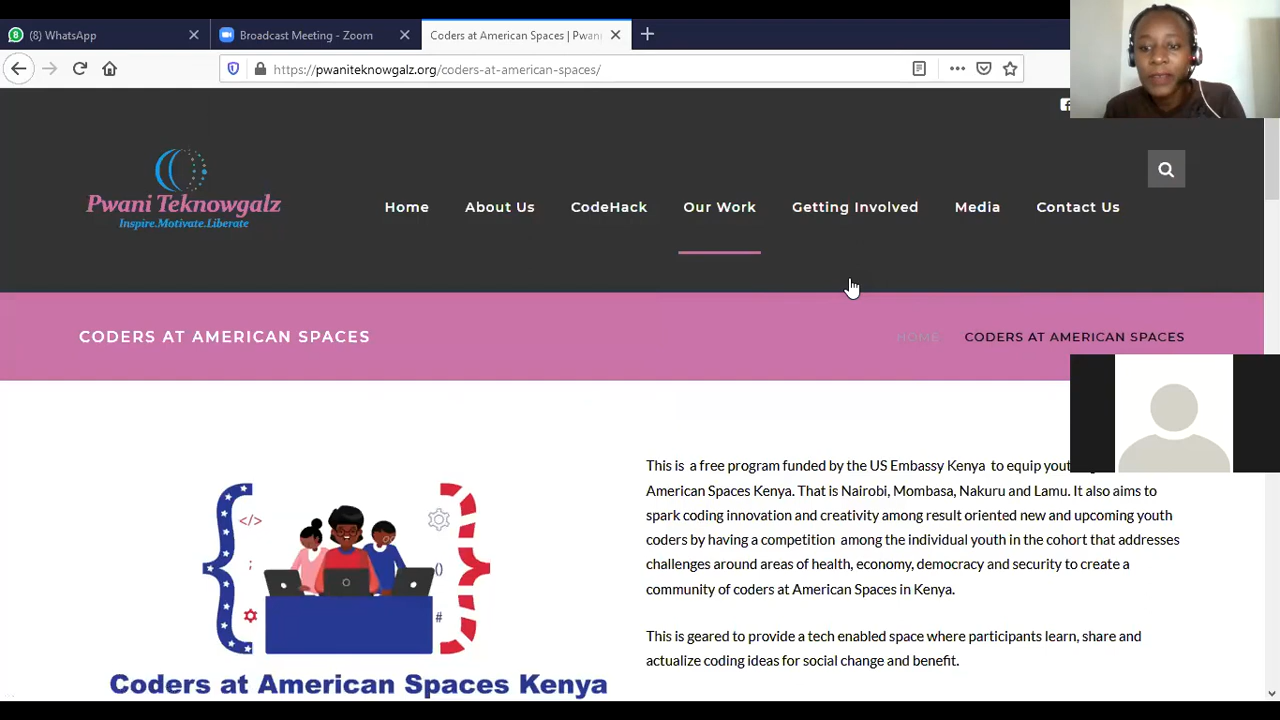 (8) WhatsApp
Broadcast Meeting - Zoom
Coders at American Spaces | Pwani
https://pwaniteknowgalz.org/coders-at-american-spaces/
Pwani Teknowgalz
Inspire.Motivate.Liberate
Home About Us CodeHack Our Work Getting Involved Media Contact Us
CODERS AT AMERICAN SPACES
HOME CODERS AT AMERICAN SPACES
This is a free program funded by the US Embassy Kenya to equip
American Spaces Kenya. That is Nairobi, Mombasa, Nakuru and Lamu. It also aims to
spark coding innovation and creativity among result oriented new and upcoming youth
coders by having a competition among the individual youth in the cohort that addresses
challenges around areas of health, economy, democracy and security to create a
community of coders at American Spaces in Kenya.
This is geared to provide a tech enabled space where participants learn, share and
actualize coding ideas for social change and benefit.
</>
;
()
#
Coders at American Spaces Kenya